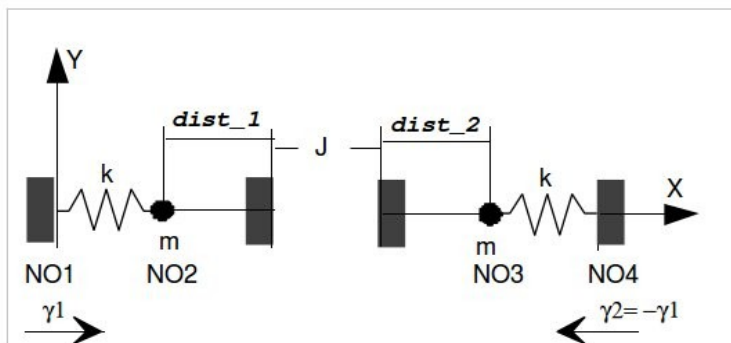 Y
dist_1
dist_2
J
k
k
X
m
m
NO1
NO2
NO3
NO4
γ1
γ2= -γ1